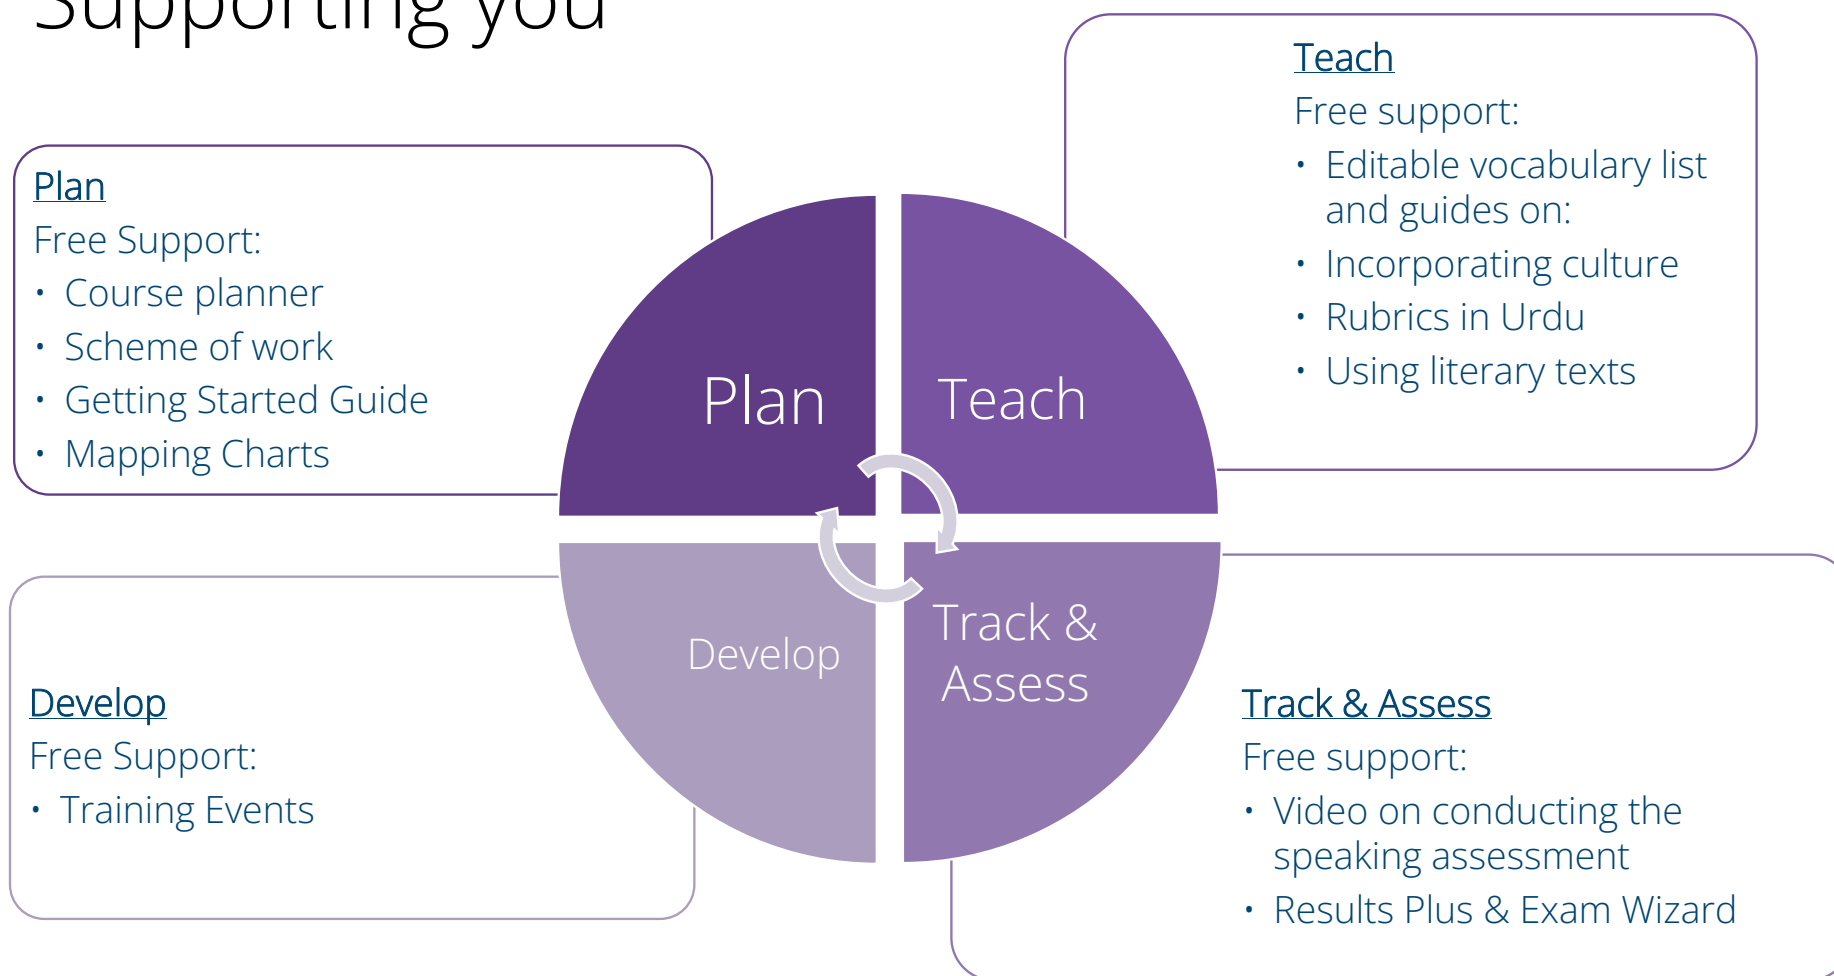 Supporting you
Plan
Free Support:
• Course planner
• Scheme of work
• Getting Started Guide
• Mapping Charts
Teach
Free support:
• Editable vocabulary list
and guides on:
• Incorporating culture
• Rubrics in Urdu
• Using literary texts
Plan
Teach
Develop
Track &
Assess
Develop
Free Support:
• Training Events
Track & Assess
Free support:
• Video on conducting the
speaking assessment
• Results Plus & Exam Wizard